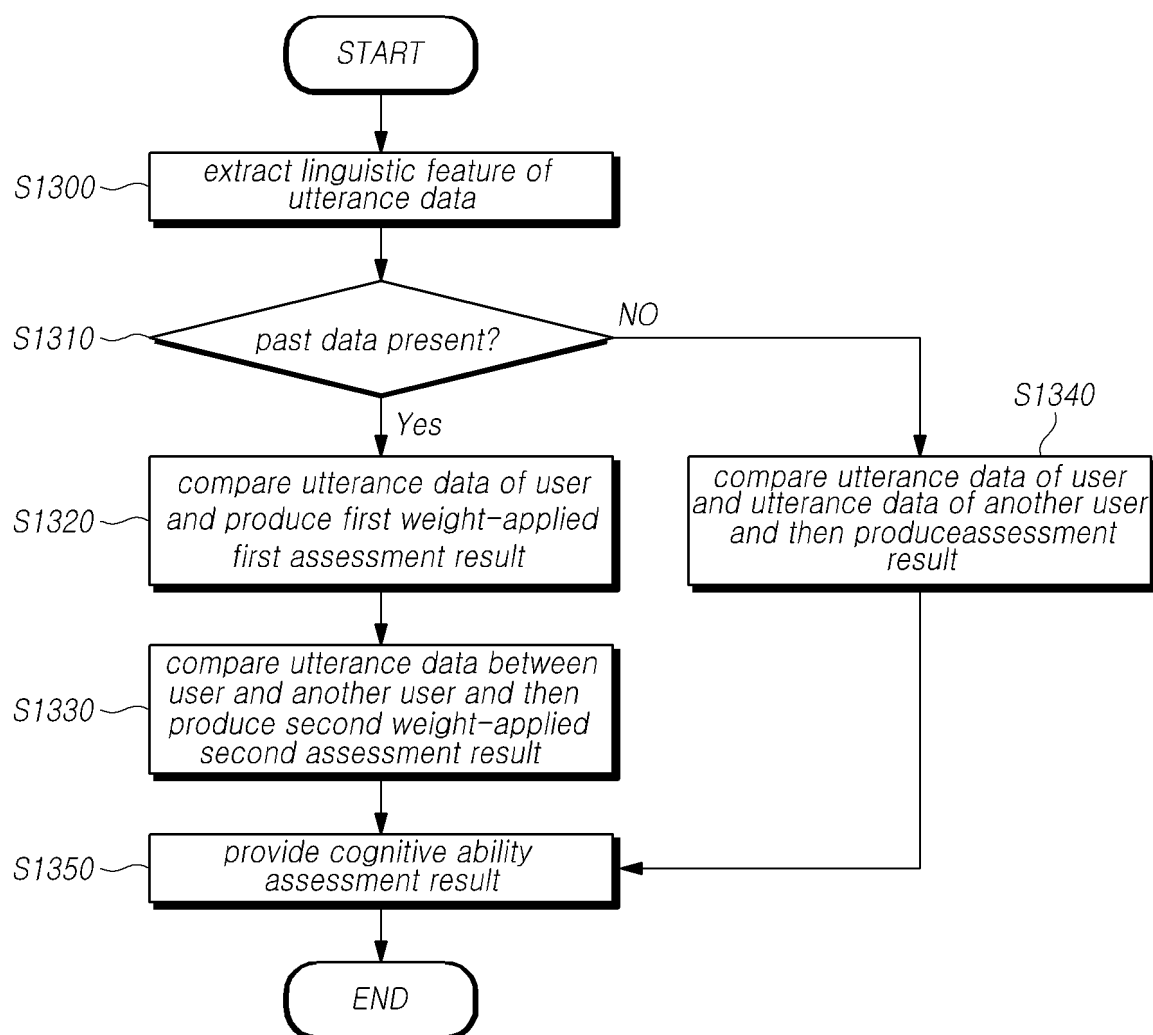 START
S1300
extract linguistic feature of
utterance data
S1310
past data present?
NO
Yes
S1320
compare utterance data of user
and produce first weight-applied
first assessment result
S1340
compare utterance data of user
and utterance data of another user
and then produceassessment
result
S1330
compare utterance data between
user and another user and then
produce second weight-applied
second assessment result
S1350
provide cognitive ability
assessment result
END